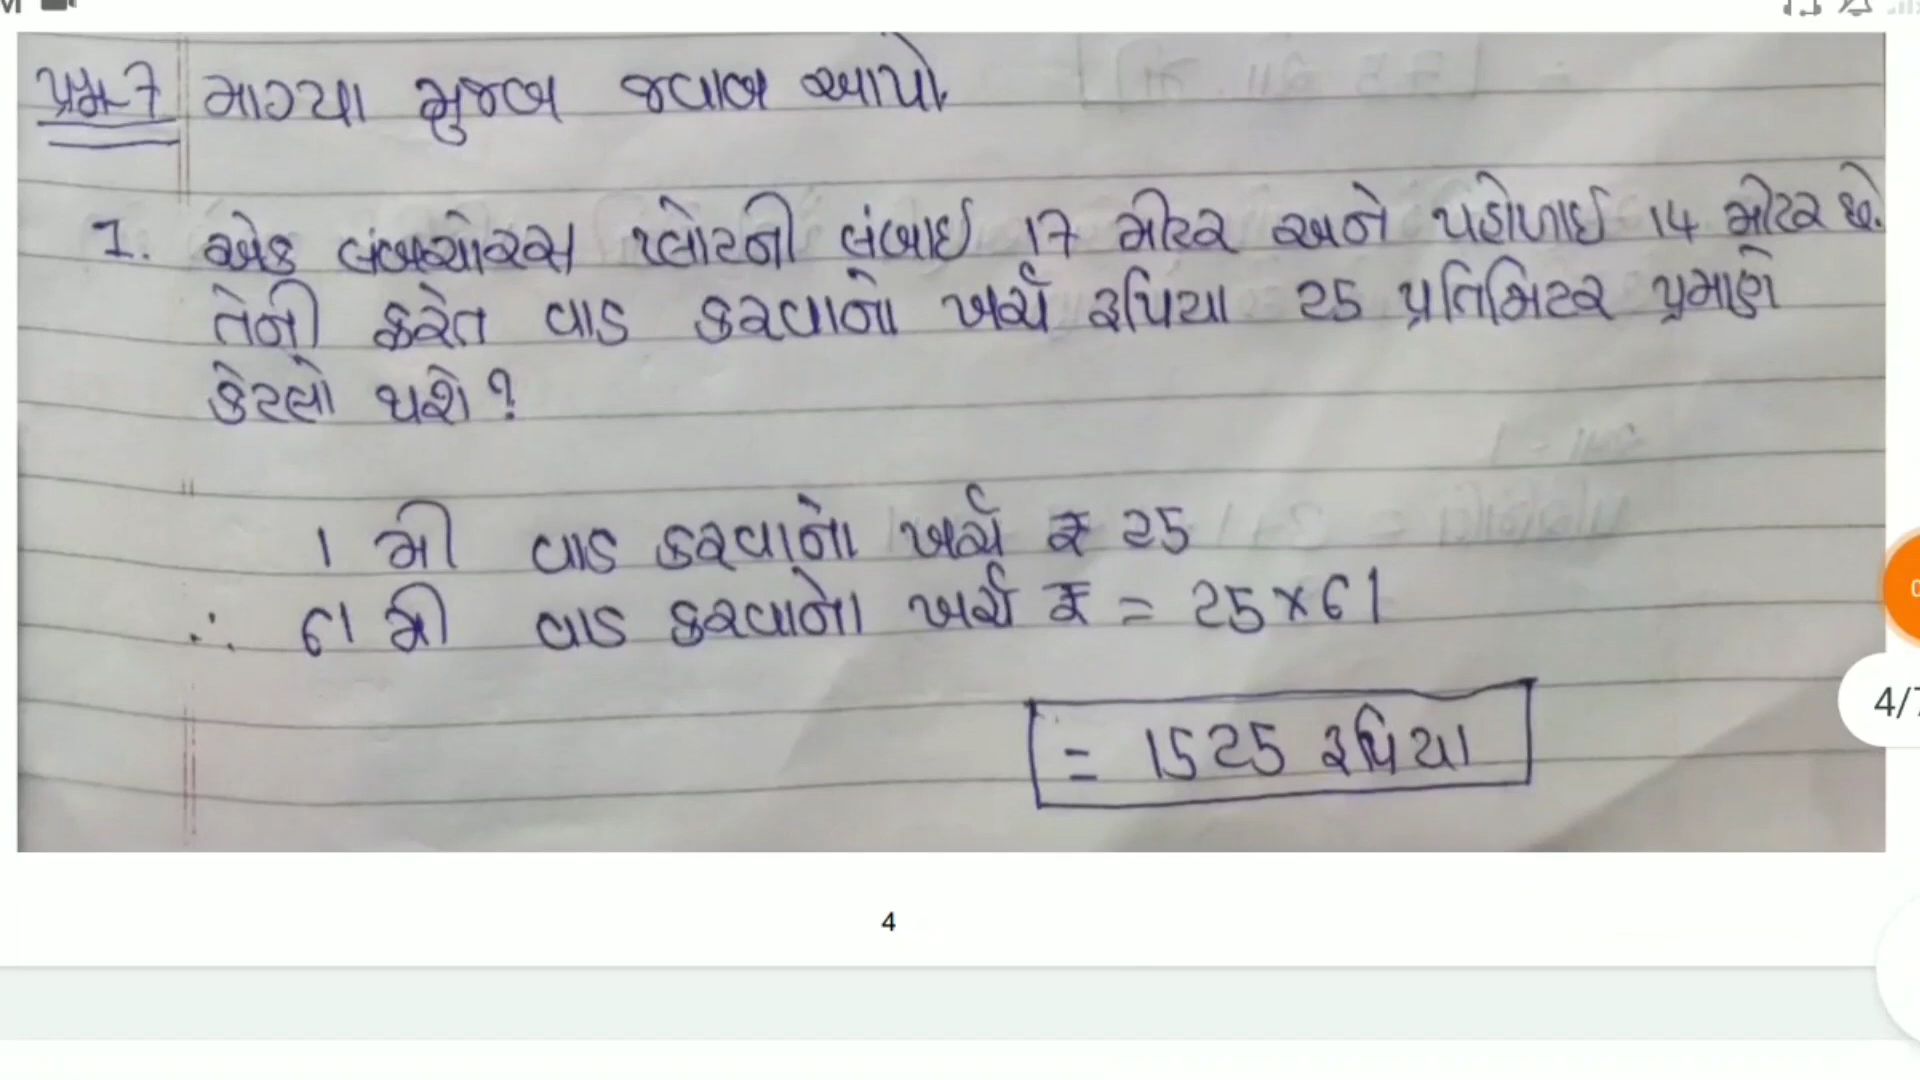 પ્રશ્ન-7 માગ્યા મુજબ જવાબ આપો.
1. એક લંબચોરસ પ્લોટની લંબાઈ 17 મીટર અને પહોળાઈ 14 મીટર છે.
તેની ફરતે વાડ કરવાનો ખર્ચ રૂપિયા 25 પ્રતિમિટર પ્રમાણે
કેટલો થશે?
1 મી વાડ કરવાનો ખર્ચ ₹ 25
∴ 61 મી વાડ કરવાનો ખર્ચ ₹ = 25×61
= 1525 રૂપિયા
4/7
4